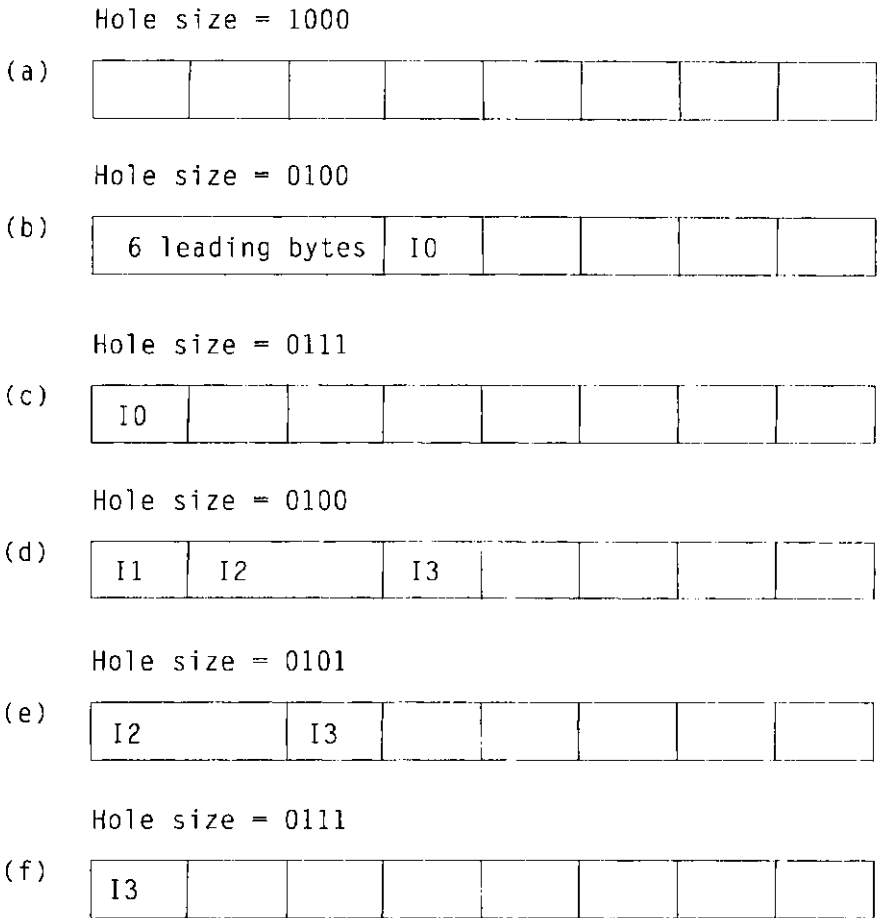 Hole size = 1000
(a)
Hole size = 0100
(b) 6 leading bytes I0
Hole size = 0111
(c) I0
Hole size = 0100
(d) I1 I2 I3
Hole size = 0101
(e) I2 I3
Hole size = 0111
(f) I3